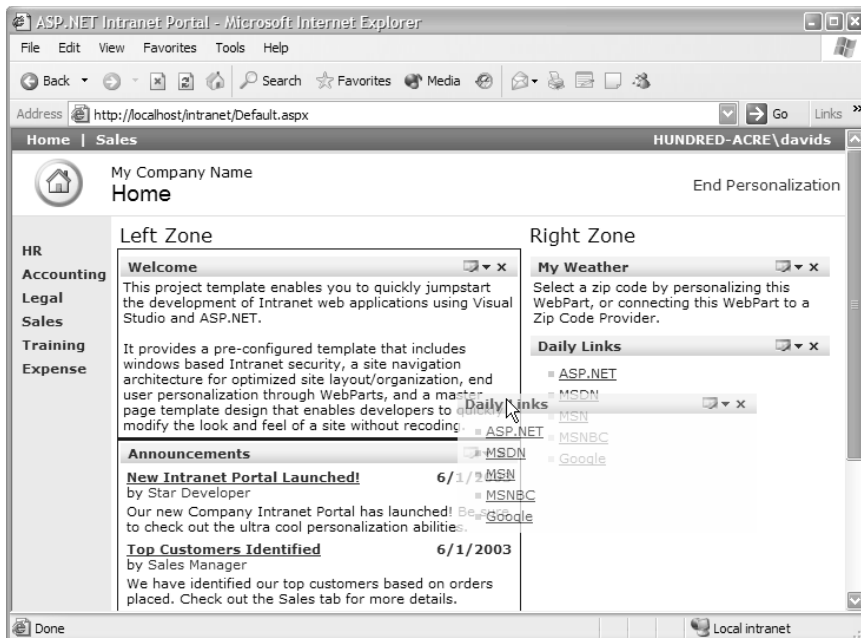 ASP.NET Intranet Portal - Microsoft Internet Explorer
File Edit View Favorites Tools Help
Back Search Favorites Media
Address http://localhost/intranet/Default.aspx Go Links »
Home | Sales HUNDRED-ACRE\davids
My Company Name
Home
End Personalization
HR
Accounting
Legal
Sales
Training
Expense
Left Zone
Welcome
This project template enables you to quickly jumpstart
the development of Intranet web applications using Visual
Studio and ASP.NET.
It provides a pre-configured template that includes
windows based Intranet security, a site navigation
architecture for optimized site layout/organization, end
user personalization through WebParts, and a master
page template design that enables developers to quickly
modify the look and feel of a site without recoding.
Announcements
New Intranet Portal Launched! 6/1/2003
by Star Developer
Our new Company Intranet Portal has launched! Be sure
to check out the ultra cool personalization abilities.
Top Customers Identified 6/1/2003
by Sales Manager
We have identified our top customers based on orders
placed. Check out the Sales tab for more details.
Right Zone
My Weather
Select a zip code by personalizing this
WebPart, or connecting this WebPart to a
Zip Code Provider.
Daily Links
ASP.NET
MSDN
MSN
MSNBC
Google
Daily Links
ASP.NET
MSDN
MSN
MSNBC
Google
Done Local intranet